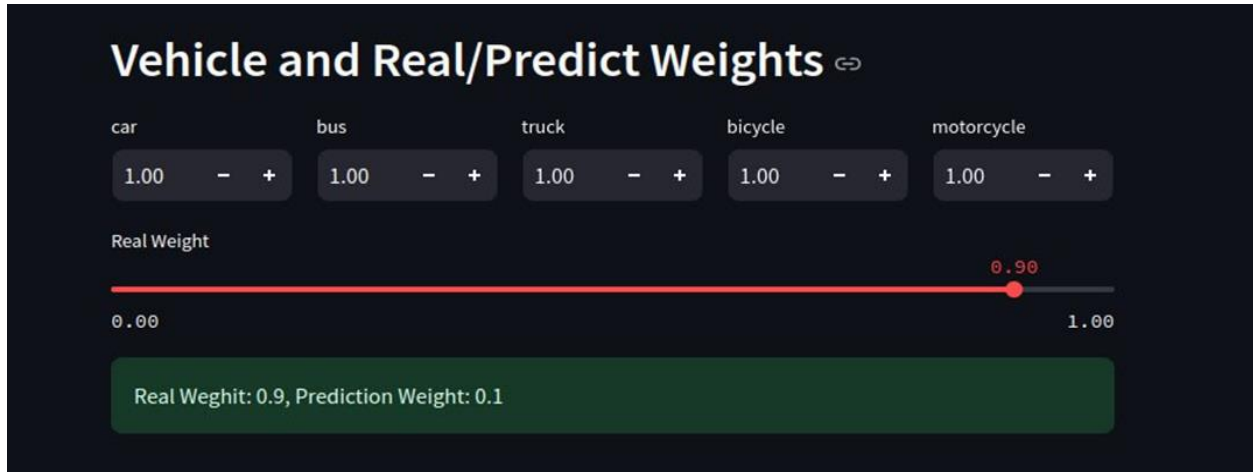 Vehicle and Real/Predict Weights
car bus truck bicycle motorcycle
1.00 - + 1.00 - + 1.00 - + 1.00 - + 1.00 - +
Real Weight
0.90
0.00 1.00
Real Weghit: 0.9, Prediction Weight: 0.1